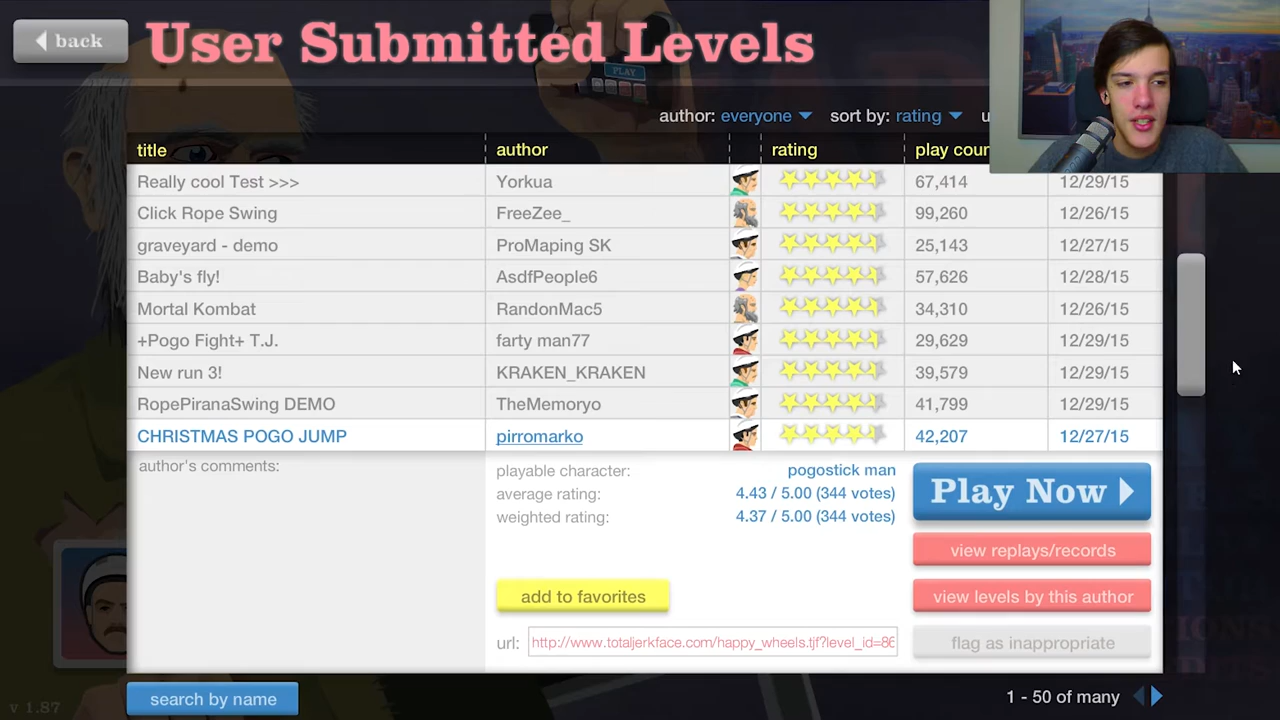 back
User Submitted Levels
PLAY
author: everyone sort by: rating u
title author rating play coun
Really cool Test >>> Yorkua 67,414 12/29/15
Click Rope Swing FreeZee_ 99,260 12/26/15
graveyard - demo ProMaping SK 25,143 12/27/15
Baby's fly! AsdfPeople6 57,626 12/28/15
Mortal Kombat RandonMac5 34,310 12/26/15
+Pogo Fight+ T.J. farty man77 29,629 12/29/15
New run 3! KRAKEN_KRAKEN 39,579 12/29/15
RopePiranaSwing DEMO TheMemoryo 41,799 12/29/15
CHRISTMAS POGO JUMP pirromarko 42,207 12/27/15
author's comments:
playable character: pogostick man
average rating: 4.43 / 5.00 (344 votes)
weighted rating: 4.37 / 5.00 (344 votes)
Play Now
view replays/records
add to favorites
view levels by this author
url: http://www.totaljerkface.com/happy_wheels.tjf?level_id=86
flag as inappropriate
search by name
1 - 50 of many
v 1.87